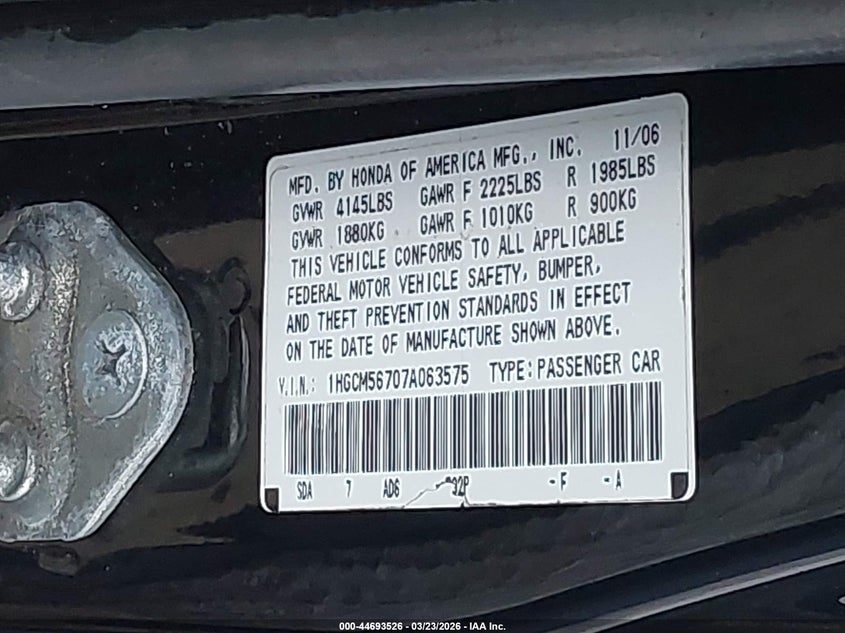 MFD. BY HONDA OF AMERICA MFG., INC. 11/06
GVWR 4145LBS GAWR F 2225LBS R 1985LBS
GVWR 1880KG GAWR F 1010KG R 900KG
THIS VEHICLE CONFORMS TO ALL APPLICABLE
FEDERAL MOTOR VEHICLE SAFETY, BUMPER,
AND THEFT PREVENTION STANDARDS IN EFFECT
ON THE DATE OF MANUFACTURE SHOWN ABOVE.
V.I.N.: 1HGCM56707A063575 TYPE: PASSENGER CAR
SDA 7 AD6 -F -A
000-44693526 - 03/23/2026 - IAA Inc.